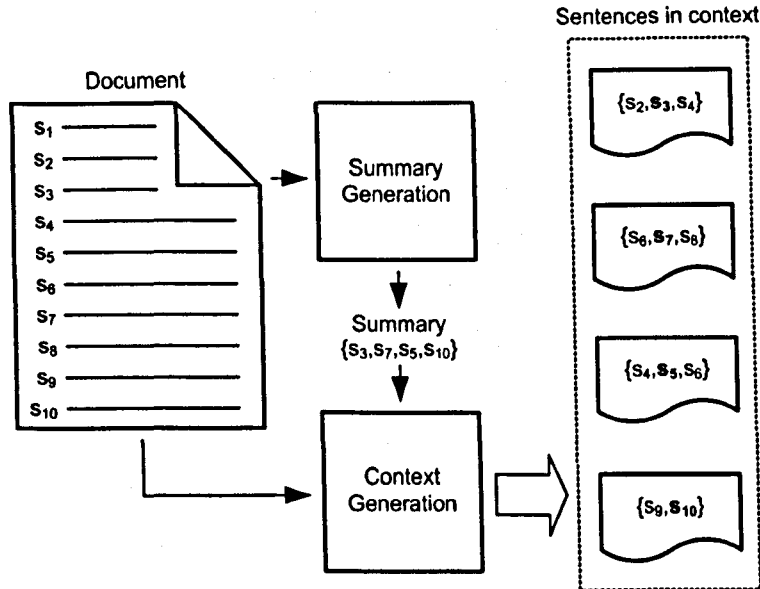 Sentences in context
Document
s₁
s₂
s₃
s₄
s₅
s₆
s₇
s₈
s₉
s₁₀
Summary
Generation
Summary
{s₃,s₇,s₅,s₁₀}
Context
Generation
{s₂,s₃,s₄}
{s₆,s₇,s₈}
{s₄,s₅,s₆}
{s₉,s₁₀}